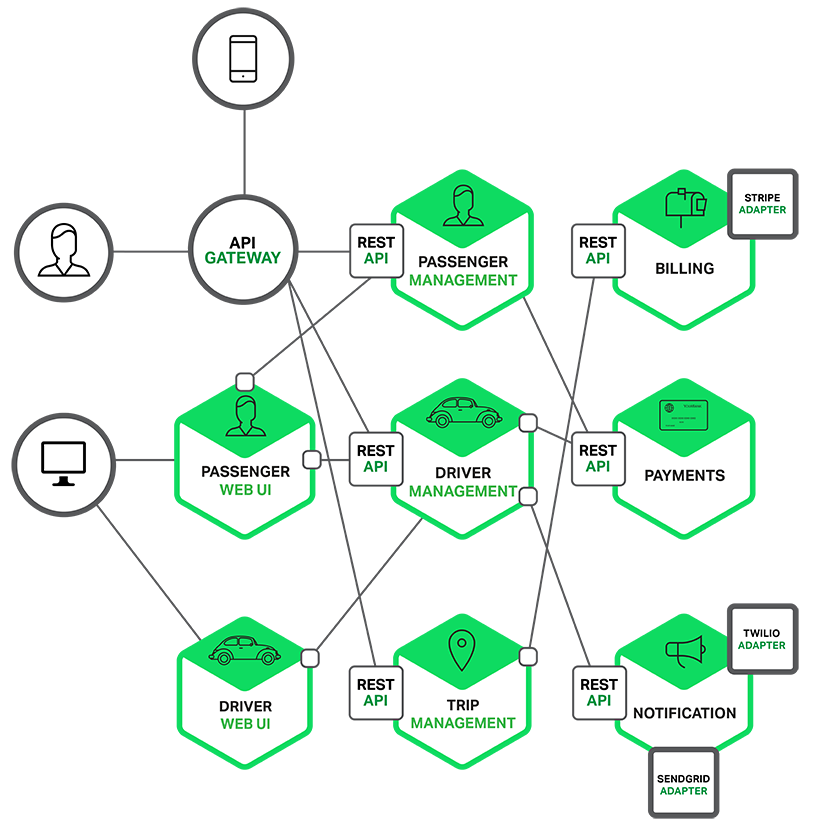 API
GATEWAY
REST
API
PASSENGER
MANAGEMENT
REST
API
BILLING
STRIPE
ADAPTER
PASSENGER
WEB UI
REST
API
DRIVER
MANAGEMENT
REST
API
PAYMENTS
DRIVER
WEB UI
REST
API
TRIP
MANAGEMENT
REST
API
NOTIFICATION
TWILIO
ADAPTER
SENDGRID
ADAPTER